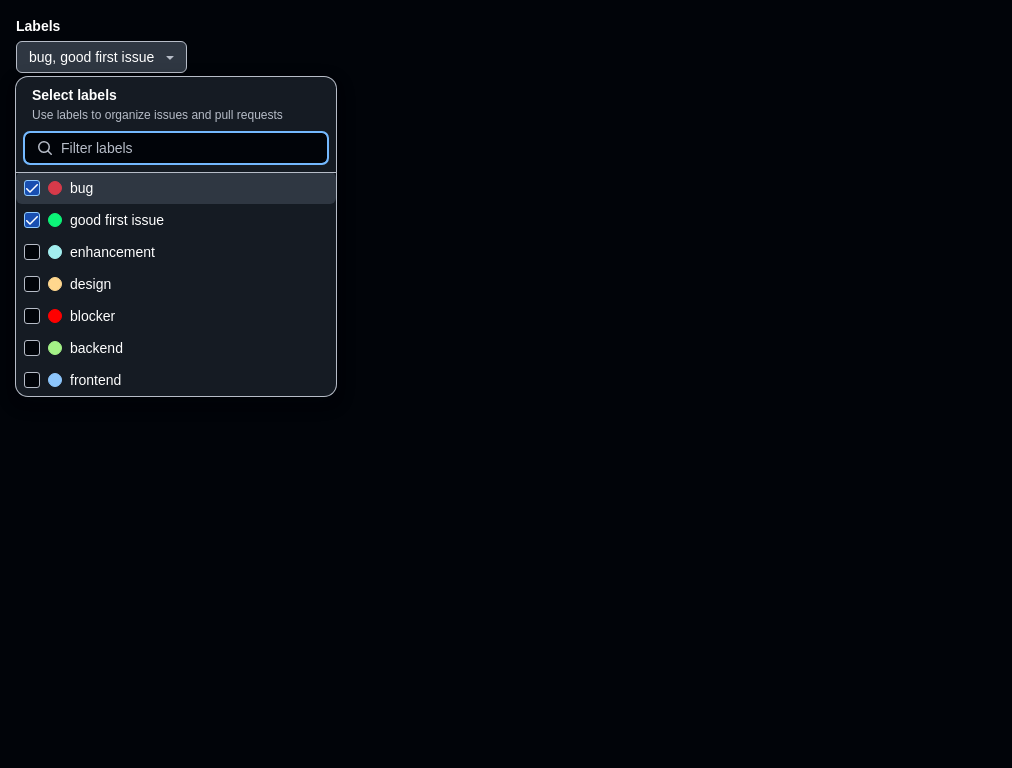 Labels
bug, good first issue
Select labels
Use labels to organize issues and pull requests
Filter labels
bug
good first issue
enhancement
design
blocker
backend
frontend